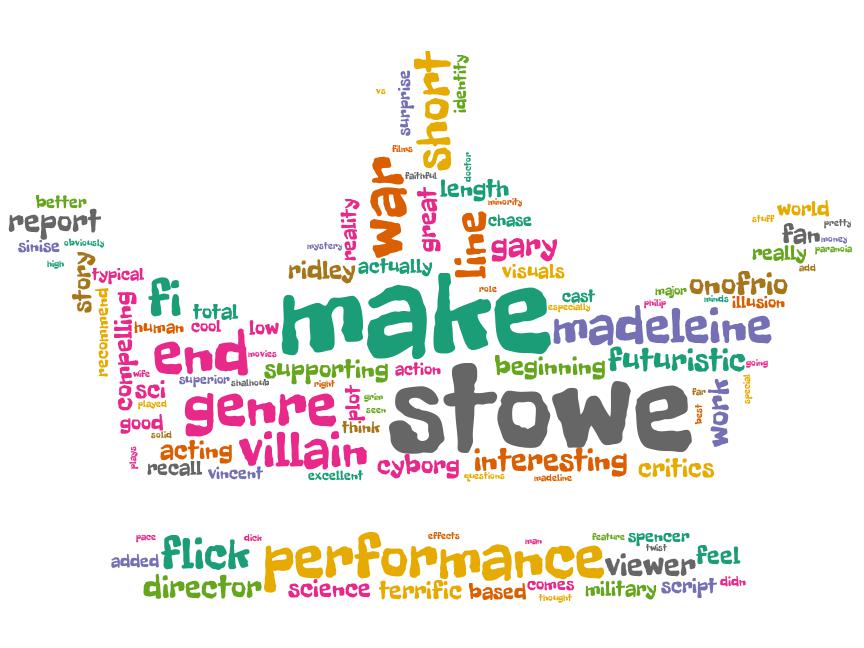 vs
surprise
short
identity
films
war
faithful
doctor
better
report
sinise
obviously
high
reality
great
length
minority
line
chase
gary
world
stuff
pretty
fan
money
really
paranoia
add
mystery
story
typical
ridley
actually
visuals
role
cast
especially
major
onofrio
minds
philip
illusion
recommend
compelling
fi
total
human
cool
low
make
madeleine
end
movies
supporting
action
beginning
futuristic
going
wife
sci
superior
shalhoub
right
played
genre
plot
grim
seen
think
stowe
far
best
work
special
good
solid
acting
villain
plays
recall
vincent
excellent
cyborg
questions
interesting
madeline
critics
pace
dick
effects
man
feature
spencer
twist
added
flick
performance
viewer
feel
director
science
terrific
based
comes
thought
military
script
didn